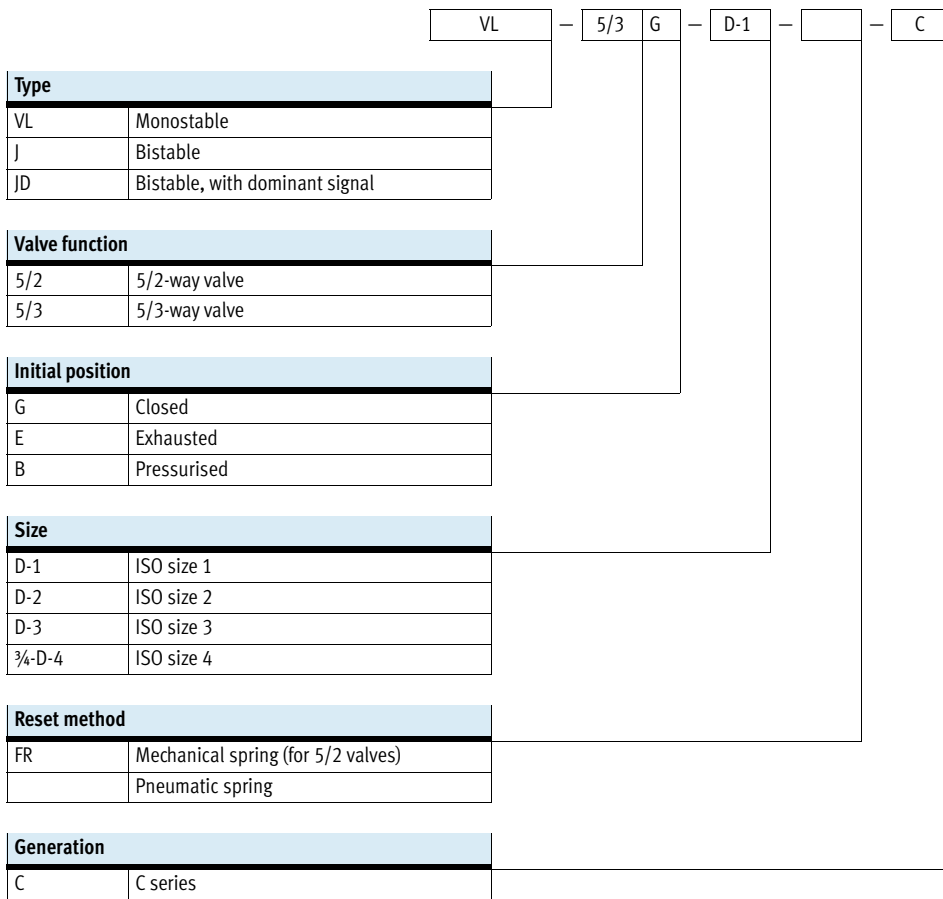 VL – 5/3 G – D-1 – – C
Type
VL Monostable
J Bistable
JD Bistable, with dominant signal
Valve function
5/2 5/2-way valve
5/3 5/3-way valve
Initial position
G Closed
E Exhausted
B Pressurised
Size
D-1 ISO size 1
D-2 ISO size 2
D-3 ISO size 3
¾-D-4 ISO size 4
Reset method
FR Mechanical spring (for 5/2 valves)
Pneumatic spring
Generation
C C series